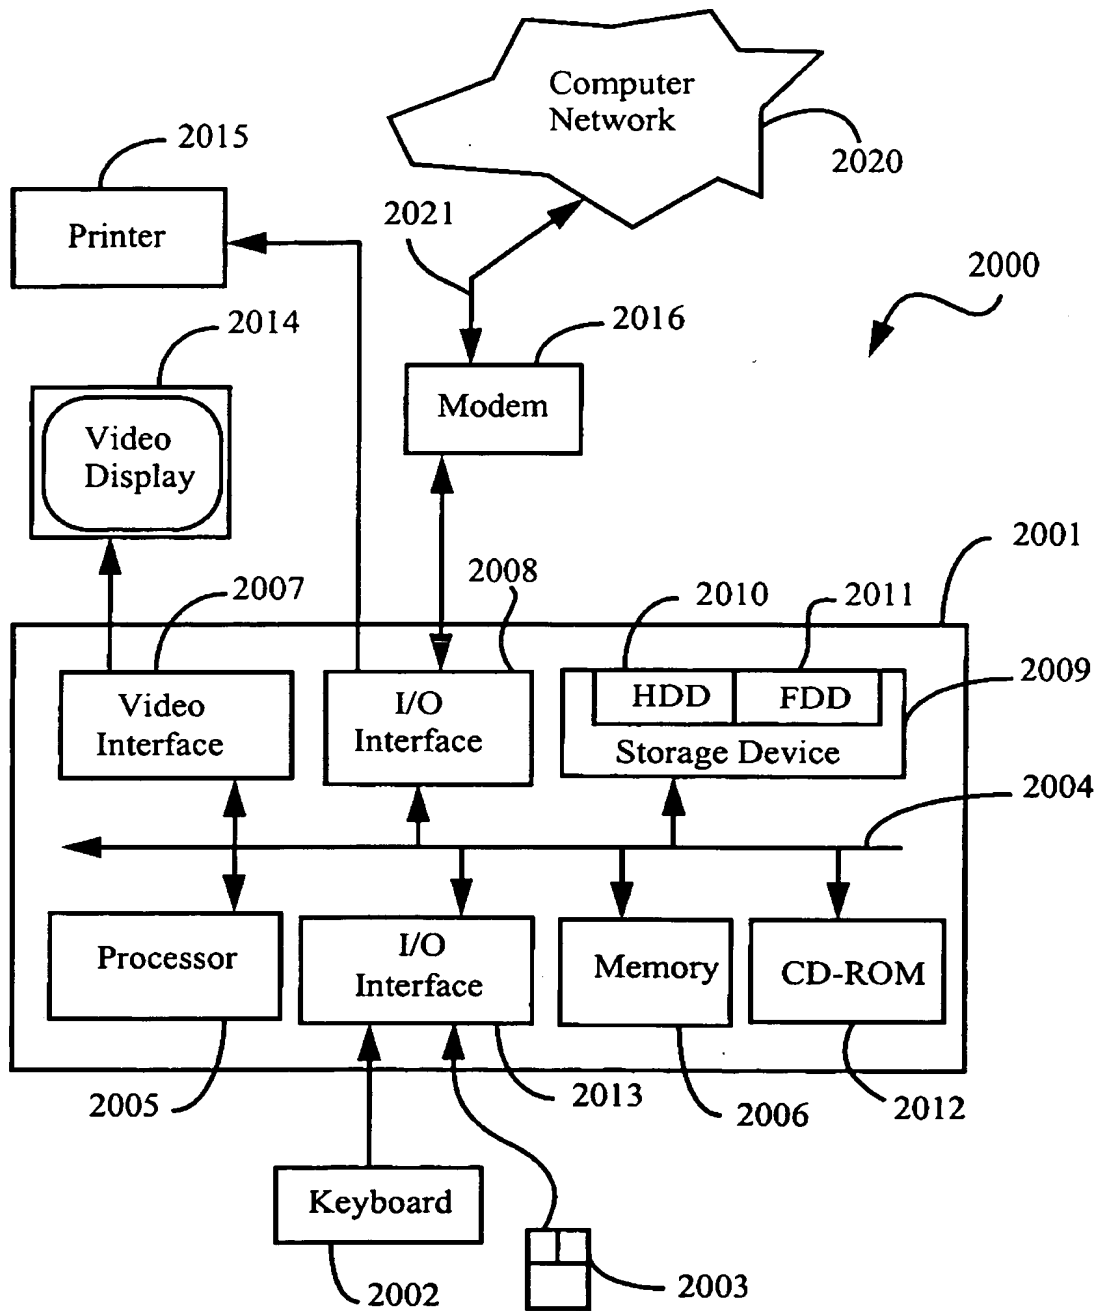 Computer
Network
2015
2020
Printer
2021
2000
2014
2016
Modem
Video
Display
2001
2008
2007
2010
2011
2009
HDD
FDD
Video
Interface
I/O
Interface
Storage Device
2004
Processor
I/O
Interface
Memory
CD-ROM
2005
2013
2006
2012
Keyboard
2002
2003